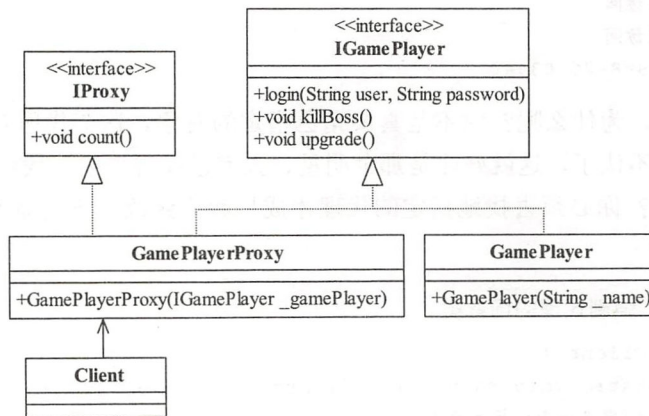 <<interface>>
IProxy
+void count()
<<interface>>
IGamePlayer
+login(String user, String password)
+void killBoss()
+void upgrade()
GamePlayerProxy
+GamePlayerProxy(IGamePlayer _gamePlayer)
GamePlayer
+GamePlayer(String _name)
Client